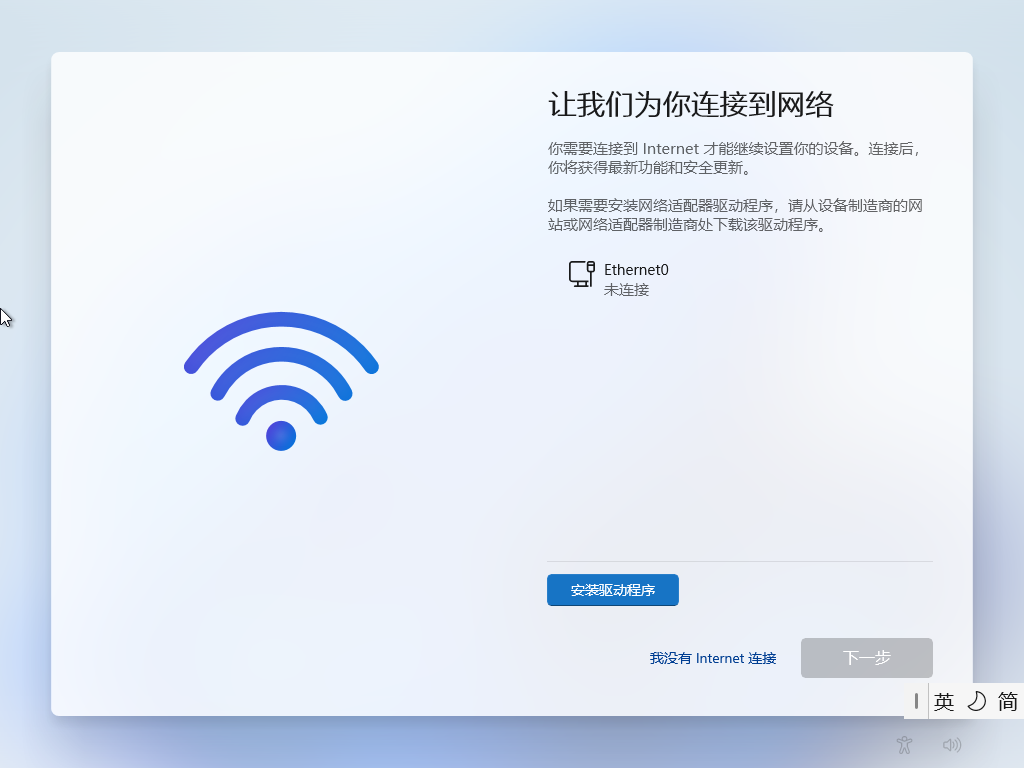 让我们为你连接到网络
你需要连接到 Internet 才能继续设置你的设备。连接后，
你将获得最新功能和安全更新。
如果需要安装网络适配器驱动程序，请从设备制造商的网
站或网络适配器制造商处下载该驱动程序。
Ethernet0
未连接
安装驱动程序
我没有 Internet 连接
下一步
英 简